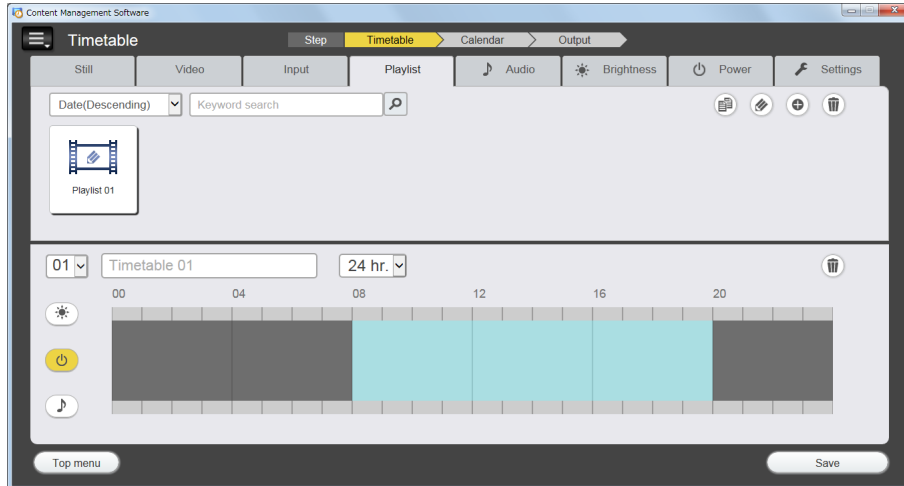 Content Management Software
Timetable
Step Timetable Calendar Output
Still Video Input Playlist Audio Brightness Power Settings
Date(Descending) Keyword search
Playlist 01
01 Timetable 01 24 hr.
00 04 08 12 16 20
Top menu Save